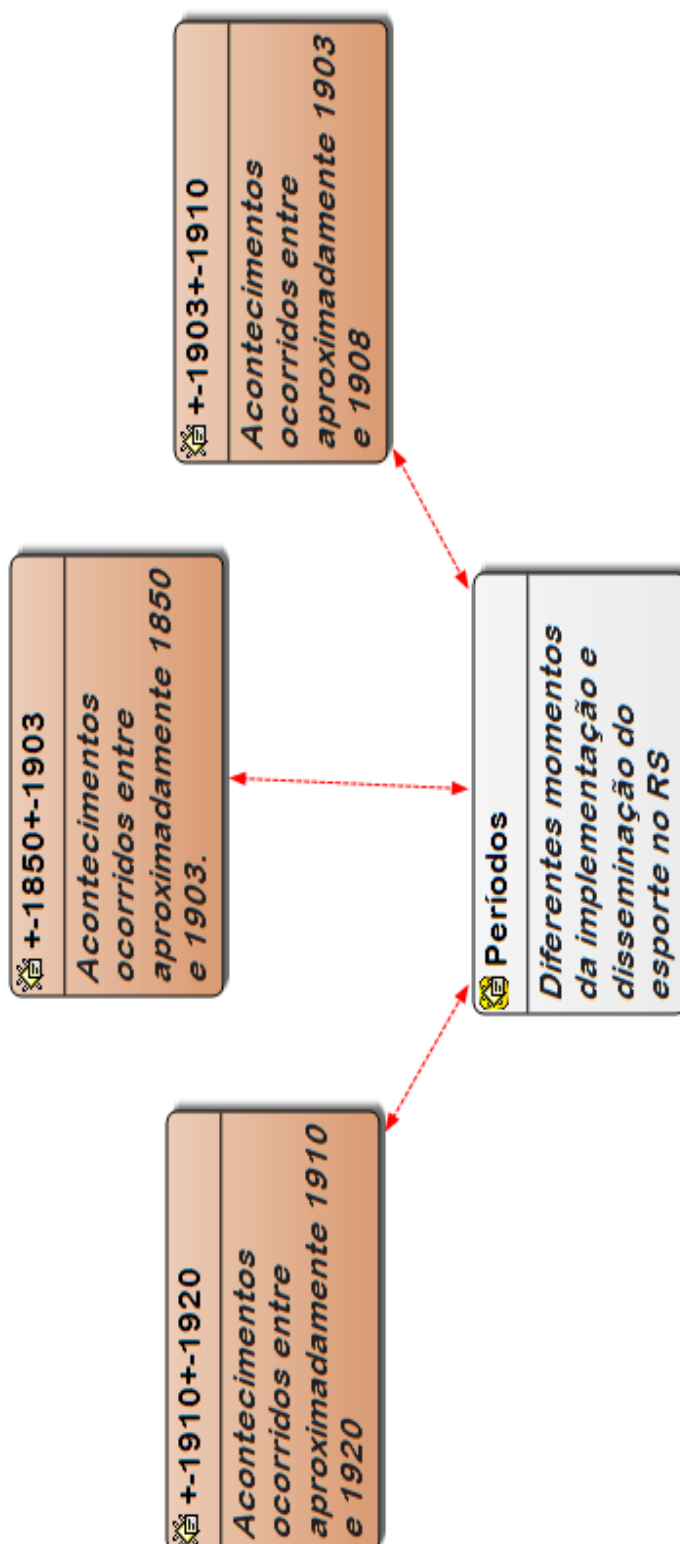 +-1850+-1903
Acontecimentos
ocorridos entre
aproximadamente 1850
e 1903.
+-1910+-1920
Acontecimentos
ocorridos entre
aproximadamente 1910
e 1920
+-1903+-1910
Acontecimentos
ocorridos entre
aproximadamente 1903
e 1908
Períodos
Diferentes momentos
da implementação e
disseminação do
esporte no RS